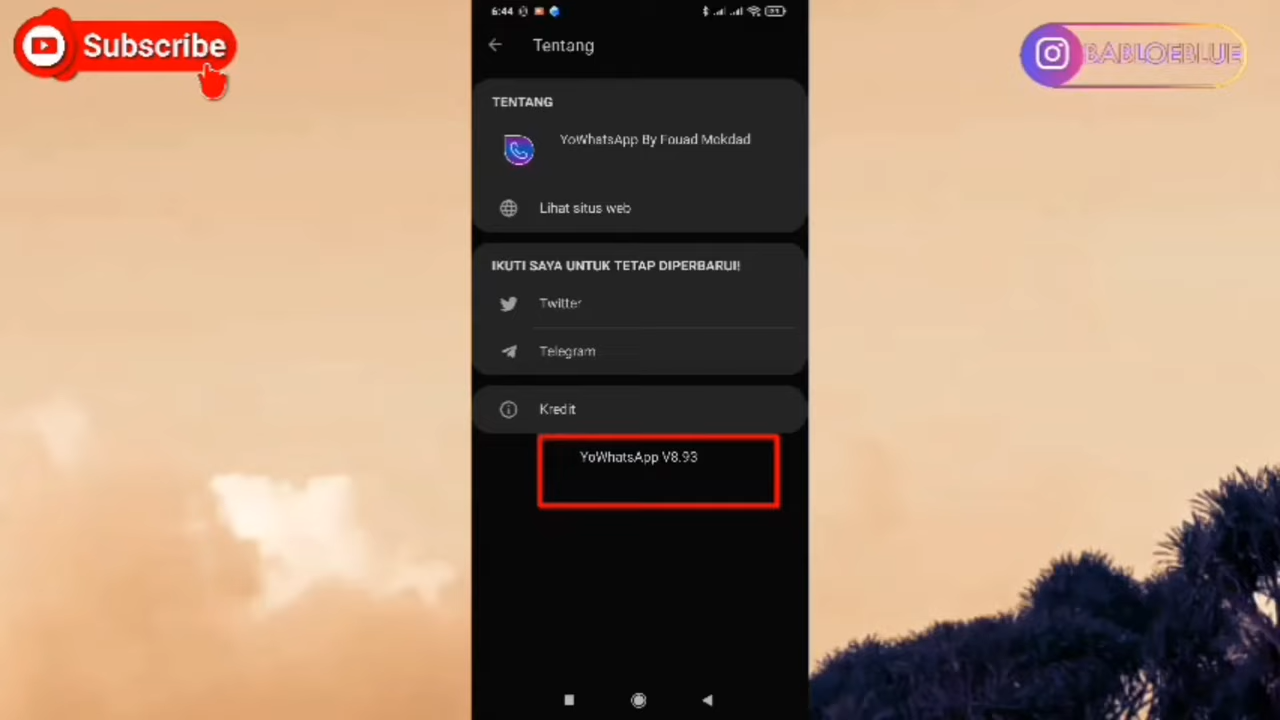 Subscribe
BABLOEBLUE
6:44
Tentang
TENTANG
YoWhatsApp By Fouad Mokdad
Lihat situs web
IKUTI SAYA UNTUK TETAP DIPERBARUI!
Twitter
Telegram
Kredit
YoWhatsApp V8.93